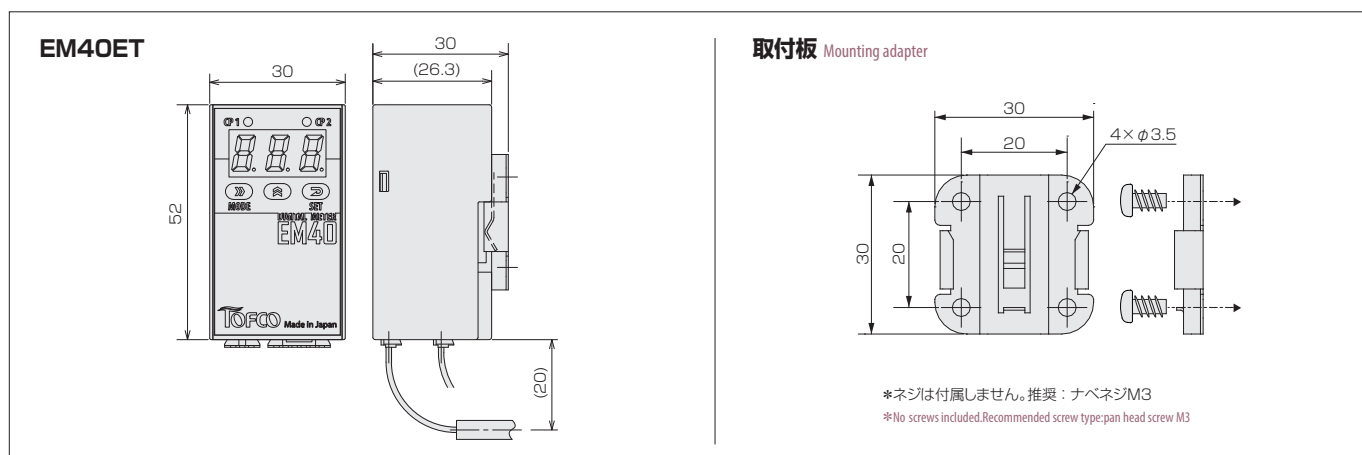 EM40ET
30
52
CP1
CP2
8.8.8.
MODE
SET
DIGITAL METER
EM40
TOFCO Made in Japan
30
(26.3)
(20)
取付板 Mounting adapter
30
20
4×φ3.5
30
20
*ネジは付属しません。推奨：ナベネジM3
*No screws included.Recommended screw type:pan head screw M3